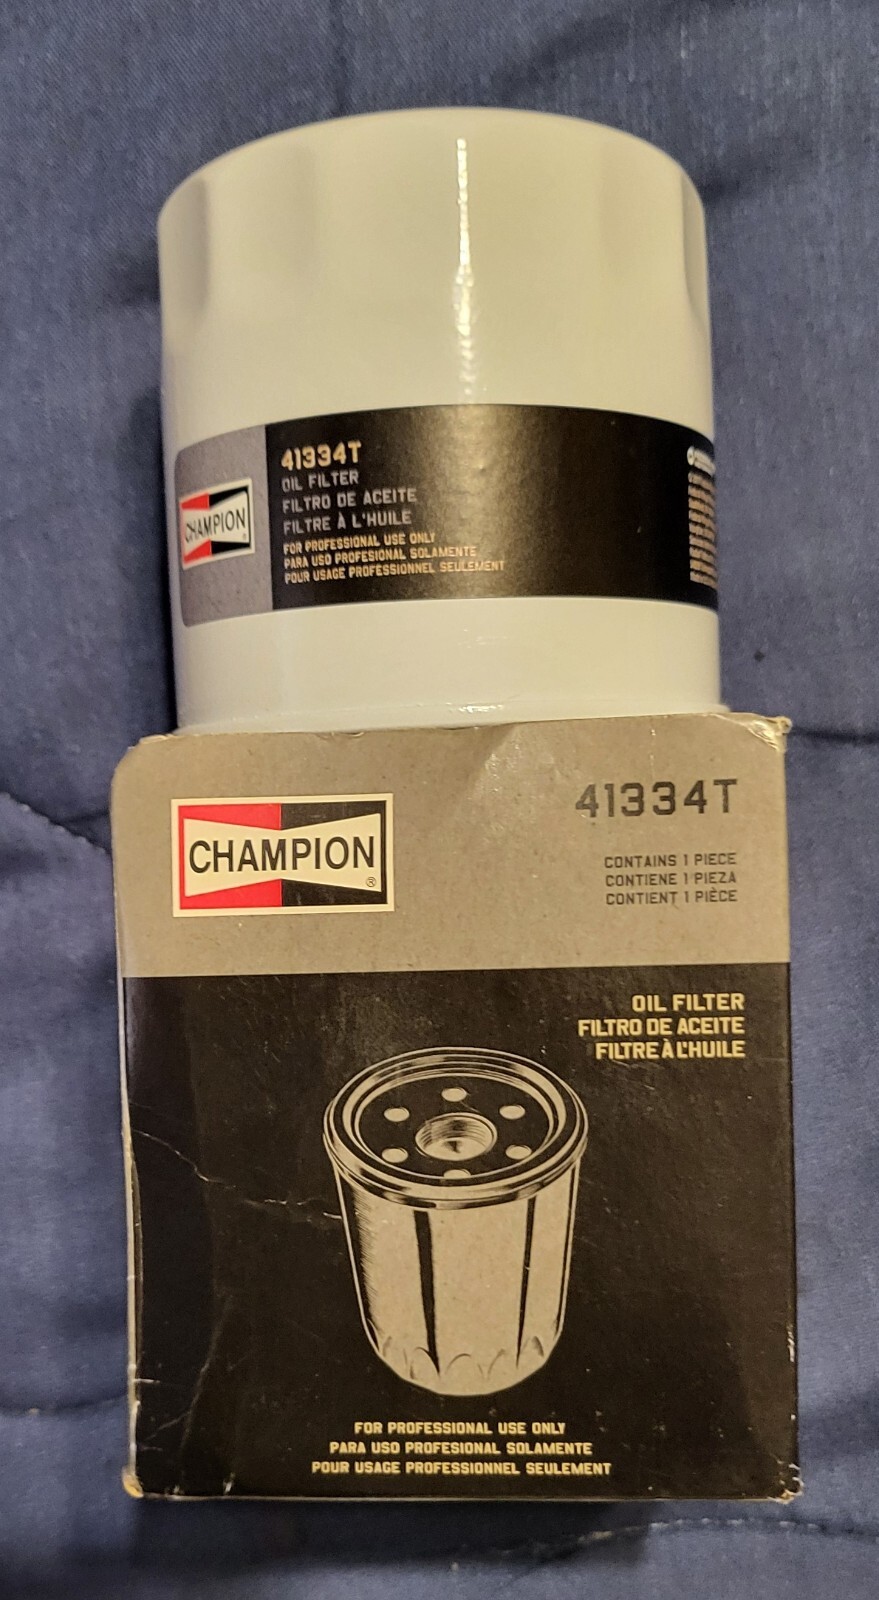 41334T
OIL FILTER
FILTRO DE ACEITE
FILTRE À L'HUILE
FOR PROFESSIONAL USE ONLY
PARA USO PROFESIONAL SOLAMENTE
POUR USAGE PROFESSIONNEL SEULEMENT
CHAMPION
®
CHAMPION
®
41334T
CONTAINS 1 PIECE
CONTIENE 1 PIEZA
CONTIENT 1 PIÈCE
OIL FILTER
FILTRO DE ACEITE
FILTRE À L'HUILE
FOR PROFESSIONAL USE ONLY
PARA USO PROFESIONAL SOLAMENTE
POUR USAGE PROFESSIONNEL SEULEMENT